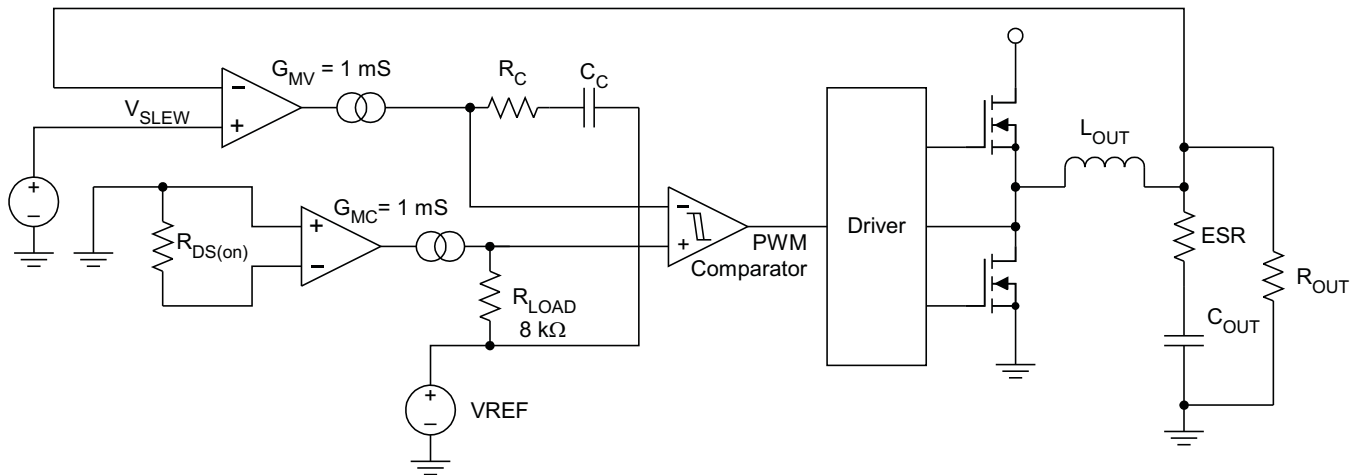 G_MV = 1 mS
R_C
C_C
−
V_SLEW
+
+
−
L_OUT
G_MC = 1 mS
+
−
R_DS(on)
−
+
PWM
Comparator
Driver
ESR
R_OUT
R_LOAD
8 kΩ
C_OUT
+
−
VREF